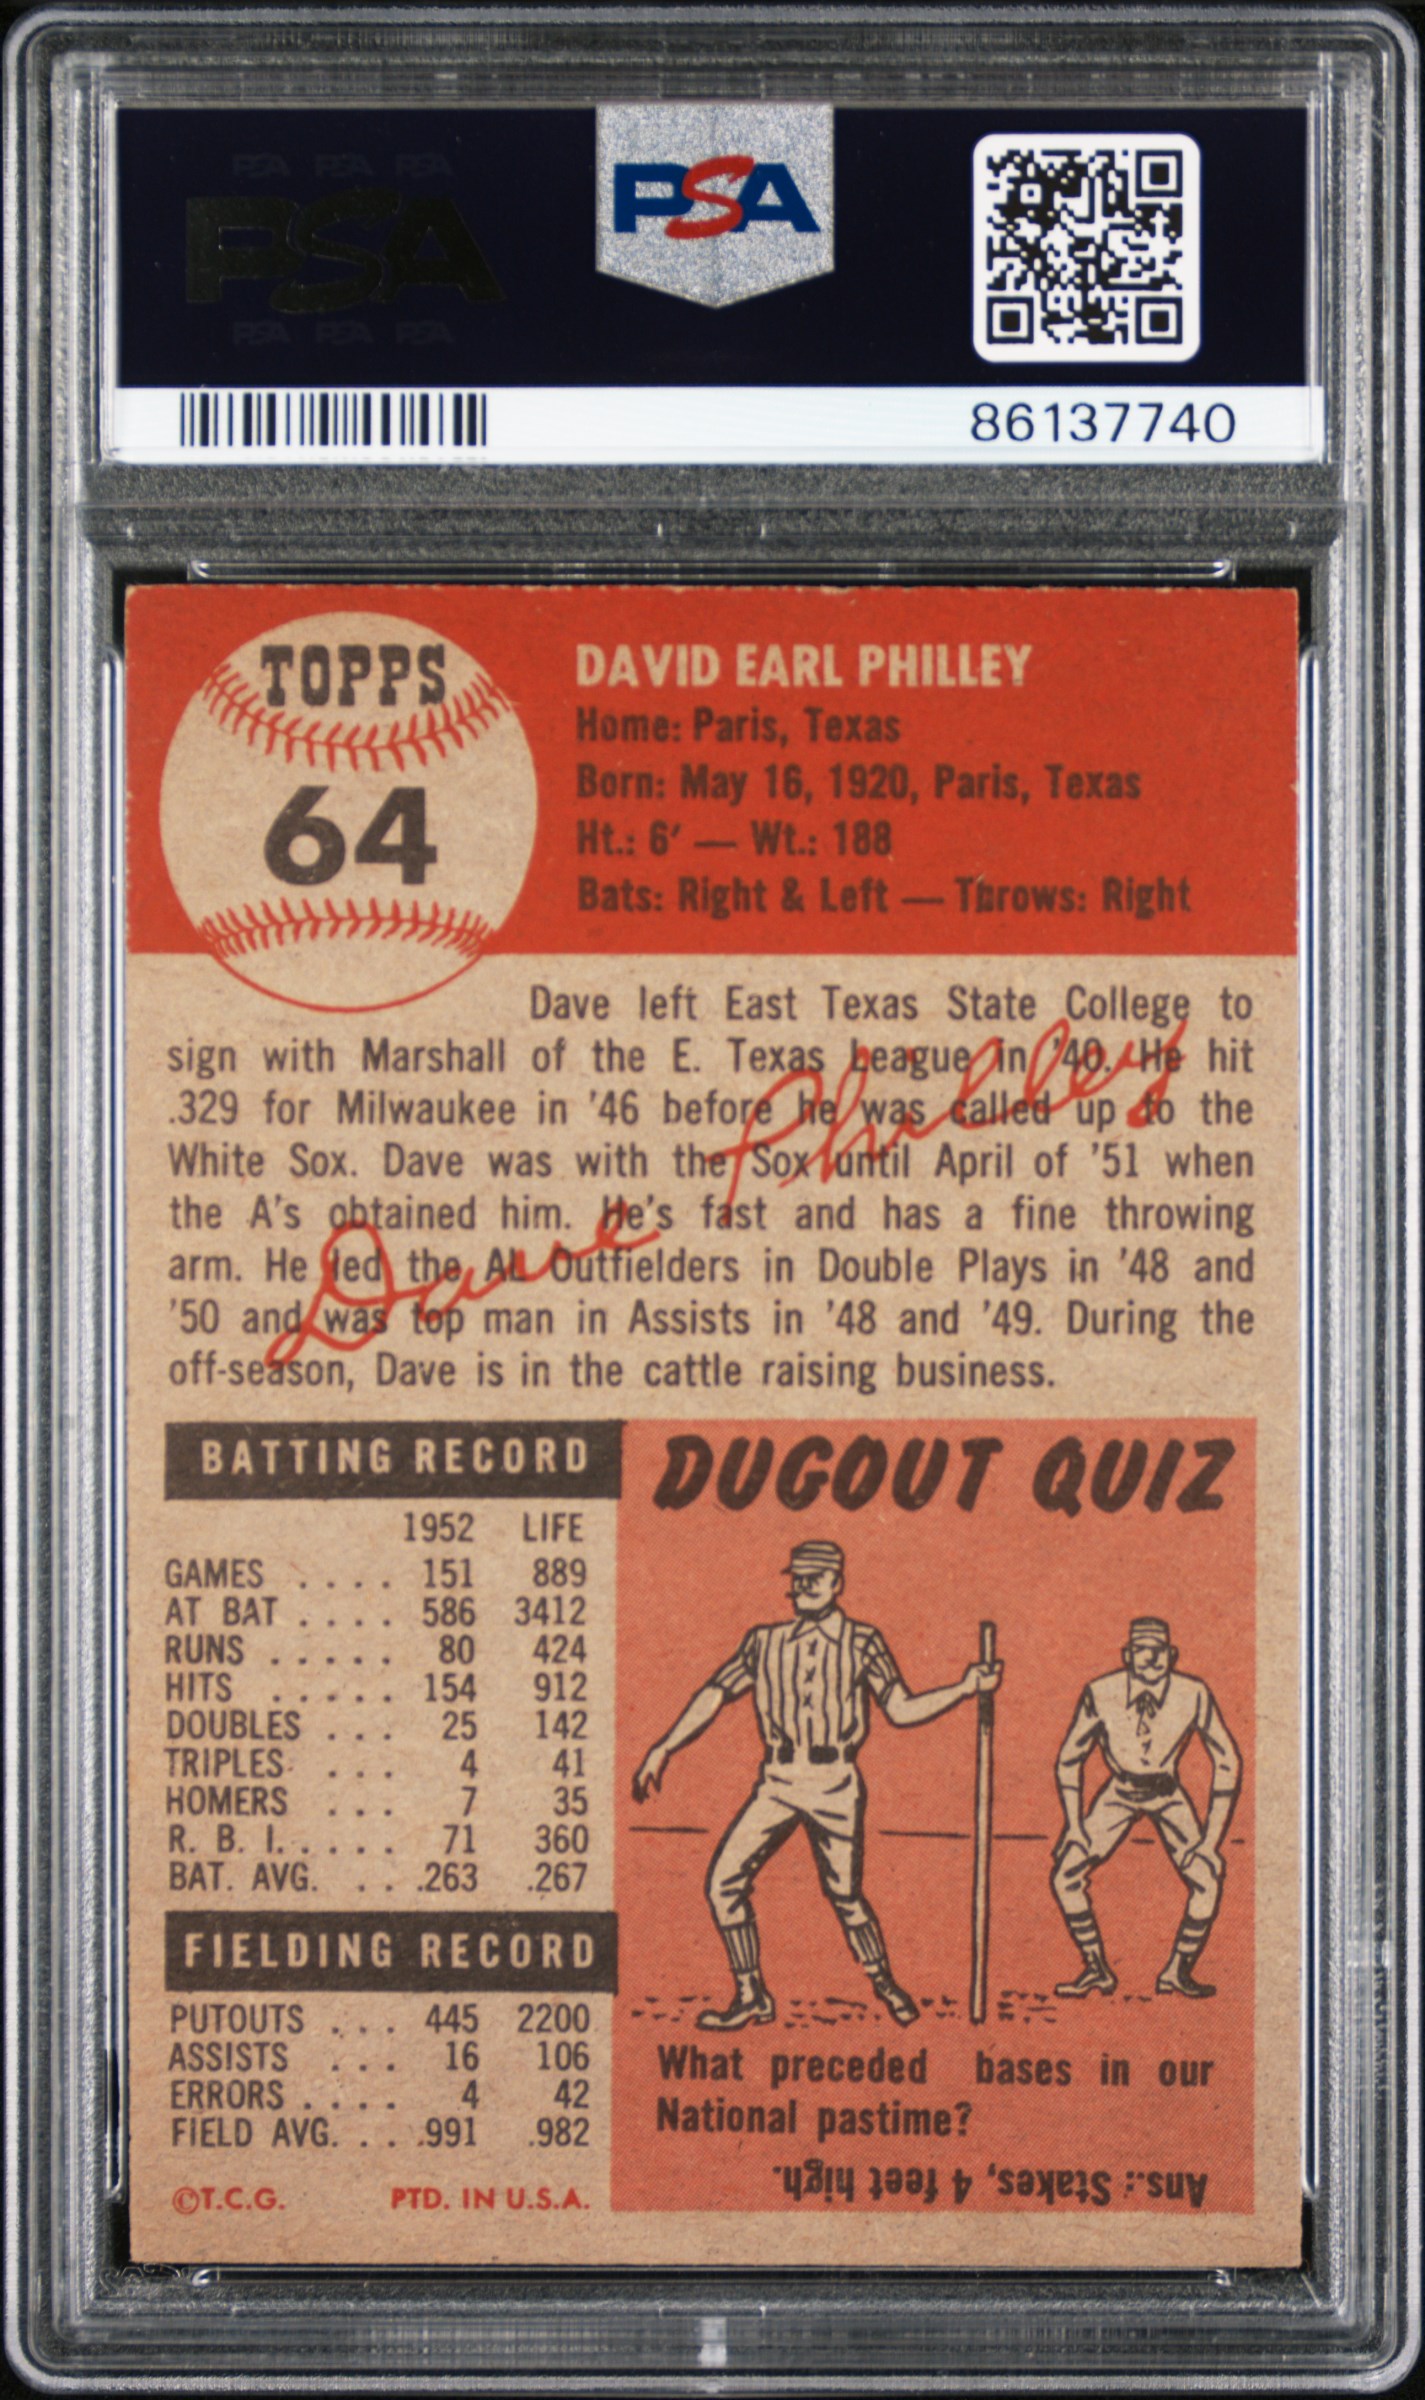 PSA PSA PSA
PSA
PSA PSA PSA
PSA
86137740
TOPPS
64
DAVID EARL PHILLEY
Home: Paris, Texas
Born: May 16, 1920, Paris, Texas
Ht.: 6′ — Wt.: 188
Bats: Right & Left — Throws: Right
Dave left East Texas State College to
sign with Marshall of the E. Texas League in '40. He hit
.329 for Milwaukee in '46 before he was called up to the
White Sox. Dave was with the Sox until April of '51 when
the A's obtained him. He's fast and has a fine throwing
arm. He led the AL Outfielders in Double Plays in '48 and
'50 and was top man in Assists in '48 and '49. During the
off-season, Dave is in the cattle raising business.
Dave Philley
BATTING RECORD
1952 LIFE
GAMES . . . . 151 889
AT BAT . . . . 586 3412
RUNS . . . . . 80 424
HITS . . . . . 154 912
DOUBLES . . . 25 142
TRIPLES . . . 4 41
HOMERS . . . 7 35
R. B. I. . . . . 71 360
BAT. AVG. . . .263 .267
FIELDING RECORD
PUTOUTS . . . 445 2200
ASSISTS . . . 16 106
ERRORS . . . . 4 42
FIELD AVG. . . .991 .982
©T.C.G. PTD. IN U.S.A.
DUGOUT QUIZ
What preceded bases in our
National pastime?
Ans.: Stakes, 4 feet high.